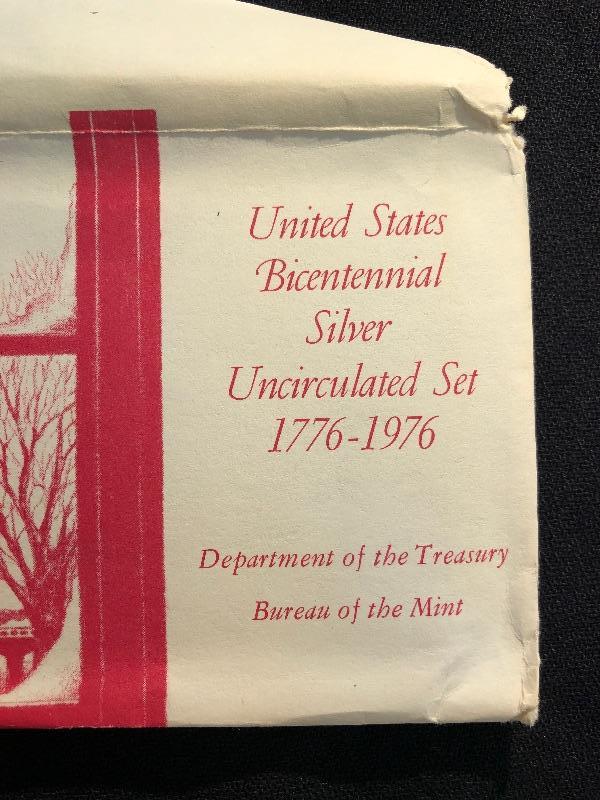 United States
Bicentennial
Silver
Uncirculated Set
1776-1976
Department of the Treasury
Bureau of the Mint